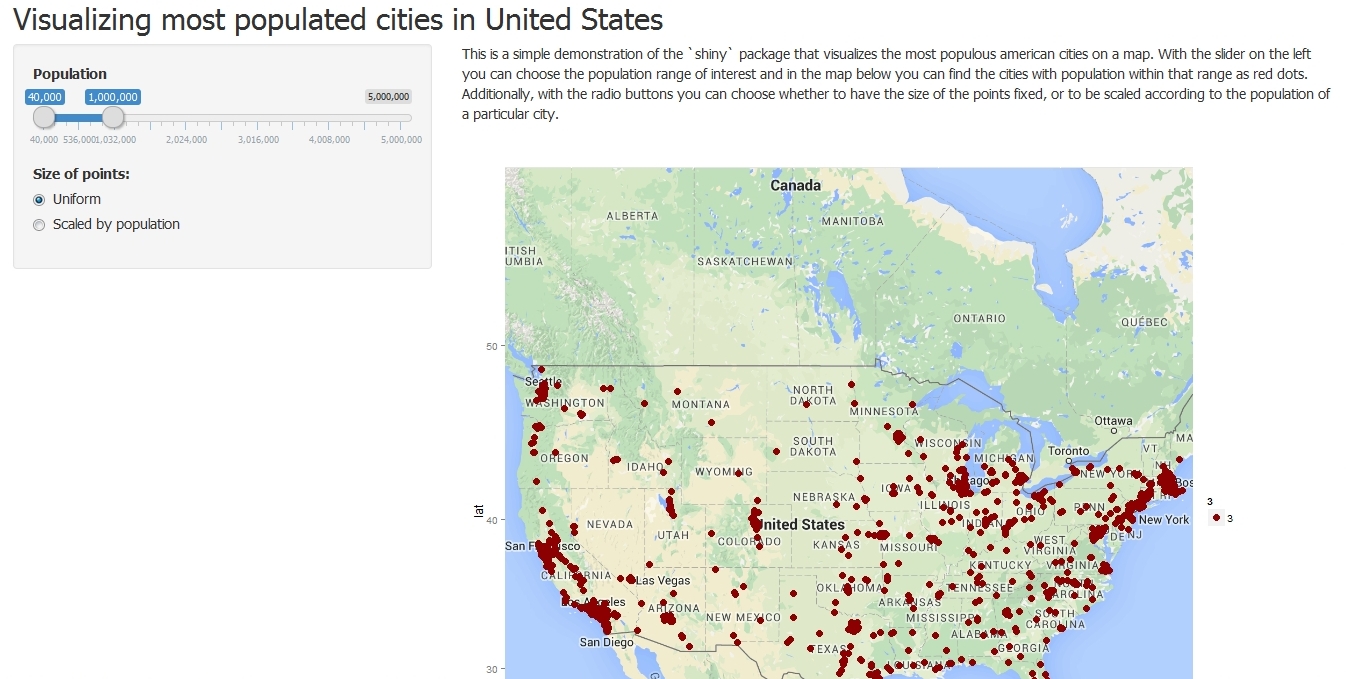 Visualizing most populated cities in United States
Population
40,000 1,000,000 5,000,000
40,000 536,000 1,032,000 2,024,000 3,016,000 4,008,000 5,000,000
Size of points:
Uniform
Scaled by population
This is a simple demonstration of the `shiny` package that visualizes the most populous american cities on a map. With the slider on the left
you can choose the population range of interest and in the map below you can find the cities with population within that range as red dots.
Additionally, with the radio buttons you can choose whether to have the size of the points fixed, or to be scaled according to the population of
a particular city.
Canada
ALBERTA
MANITOBA
ITISH
UMBIA
SASKATCHEWAN
ONTARIO
QUÉBEC
50
Seattle
WASHINGTON
MONTANA
NORTH
DAKOTA
MINNESOTA
Ottawa
OREGON
IDAHO
WYOMING
SOUTH
DAKOTA
WISCONSIN
MICHIGAN
Toronto
VT
MA
NH
NEW YORK
Bos
RI
NEBRASKA
IOWA
Chicago
ILLINOIS
INDIAN
OHIO
PENN
lat
40
NEVADA
UTAH
COLORADO
United States
KANSAS
MISSOURI
WEST
VIRGINIA
DE NJ
New York
3
3
San Francisco
CALIFORNIA
Las Vegas
KENTUCKY
VIRGINIA
Los Angeles
ARIZONA
NEW MEXICO
OKLAHOMA
ARKANSAS
TENNESSEE
NORTH
CAROLINA
San Diego
MISSISSIPPI
SOUTH
CAROLINA
TEXAS
ALABAMA
GEORGIA
LOUISIANA
30